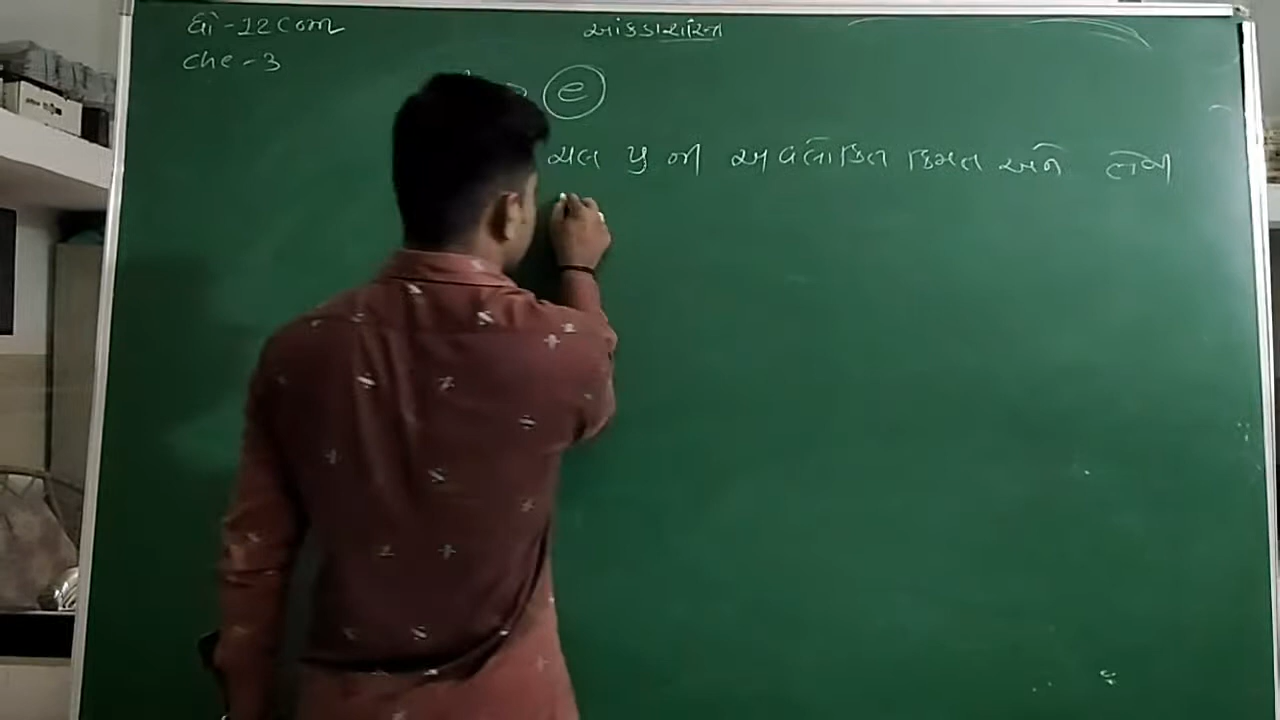 ધો-12 com
આંકડાશાસ્ત્ર
che - 3
e
ચલ y ની અવલોકિત કિંમત અને તેની